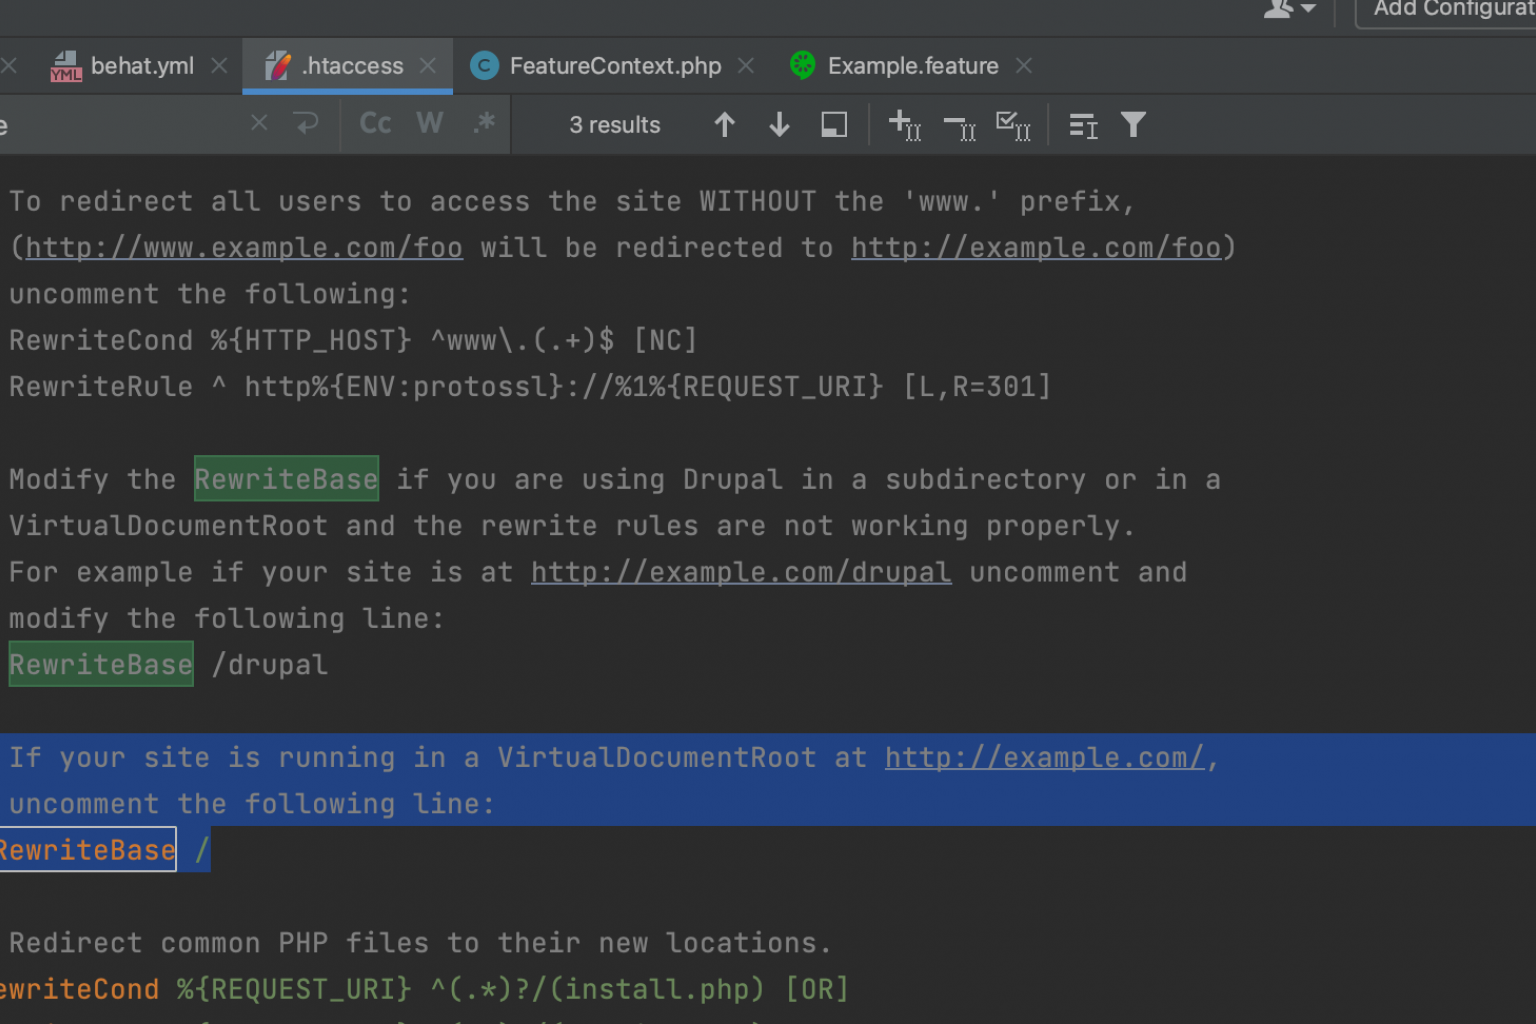 Add Configurat
YML behat.yml .htaccess C FeatureContext.php Example.feature
e Cc W .* 3 results
To redirect all users to access the site WITHOUT the 'www.' prefix,
(http://www.example.com/foo will be redirected to http://example.com/foo)
uncomment the following:
RewriteCond %{HTTP_HOST} ^www\.(.+)$ [NC]
RewriteRule ^ http%{ENV:protossl}://%1%{REQUEST_URI} [L,R=301]
Modify the RewriteBase if you are using Drupal in a subdirectory or in a
VirtualDocumentRoot and the rewrite rules are not working properly.
For example if your site is at http://example.com/drupal uncomment and
modify the following line:
RewriteBase /drupal
If your site is running in a VirtualDocumentRoot at http://example.com/,
uncomment the following line:
RewriteBase /
Redirect common PHP files to their new locations.
ewriteCond %{REQUEST_URI} ^(.*)?/(install.php) [OR]